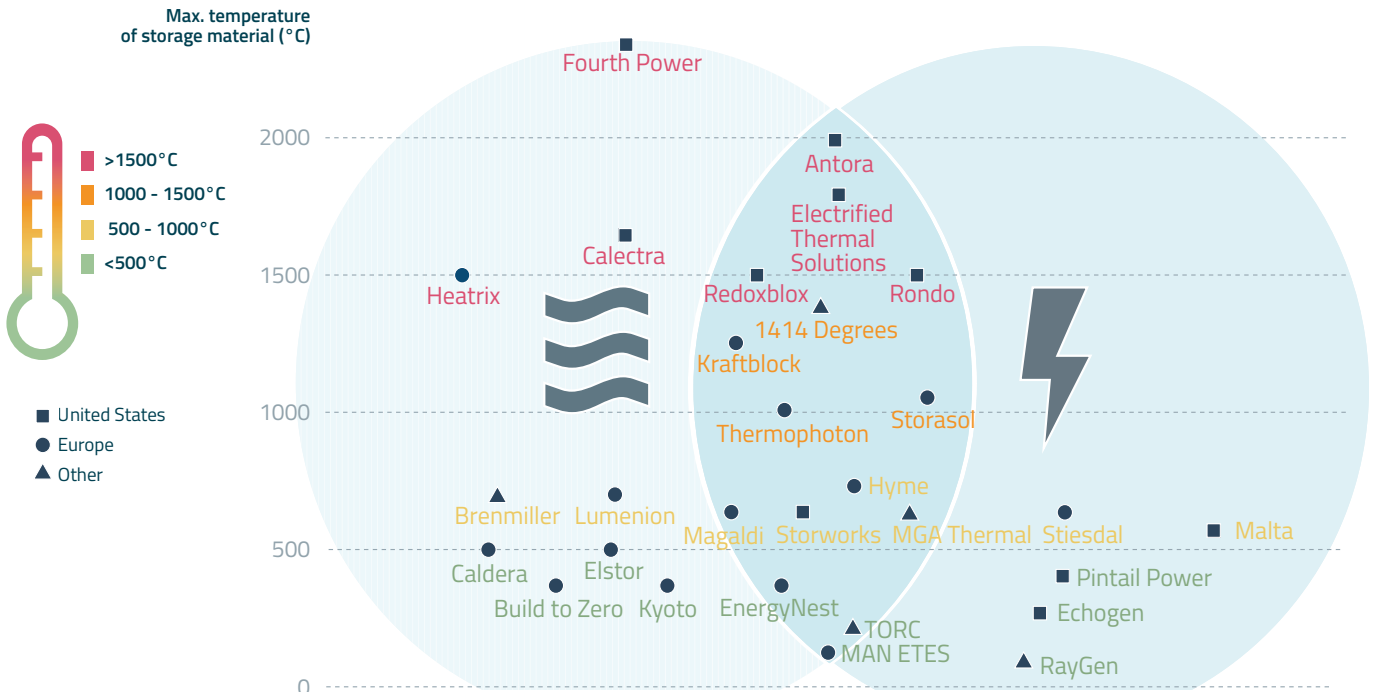 Max. temperature
of storage material (°C)
Fourth Power
2000
>1500°C
Antora
1000 - 1500°C
Electrified
Thermal
Solutions
500 - 1000°C
Calectra
<500°C
1500
Heatrix
Redoxblox
Rondo
1414 Degrees
Kraftblock
United States
1000
Storasol
Europe
Thermophoton
Other
Hyme
Brenmiller
Lumenion
Magaldi
Storworks
MGA Thermal
Stiesdal
Malta
500
Caldera
Elstor
Pintail Power
Build to Zero
Kyoto
EnergyNest
Echogen
TORC
MAN ETES
RayGen
0